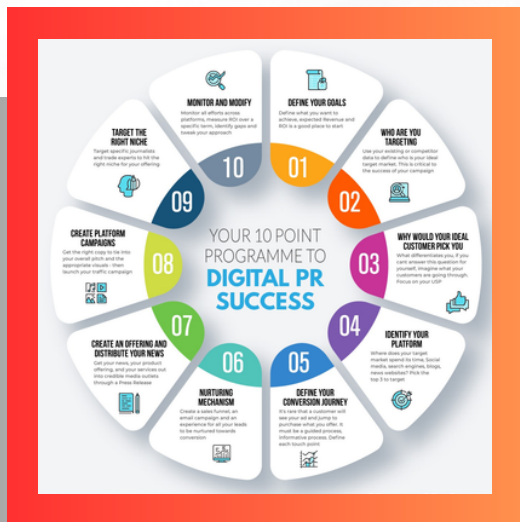 YOUR 10 POINT
PROGRAMME TO
DIGITAL PR
SUCCESS
01
DEFINE YOUR GOALS
Define what you want to
achieve, expected Revenue and
ROI is a good place to start
02
WHO ARE YOU
TARGETING
Use your existing or competitor
data to define who is your ideal
target market. This is critical to
the success of your campaign
03
WHY WOULD YOUR IDEAL
CUSTOMER PICK YOU
What differentiates you, if you
cant answer this question for
yourself, imagine what your
customers are going through.
Focus on your USP
04
IDENTIFY YOUR
PLATFORM
Where does your target
market spend its time, Social
media, search engines, blogs,
news websites? Pick the
top 3 to target
05
DEFINE YOUR
CONVERSION JOURNEY
It's rare that a customer will
see your ad and jump to
purchase what you offer. It
must be a guided process,
informative process. Define
each touch point
06
NURTURING
MECHANISM
Create a sales funnel, an
email campaign and an
experience for all your leads
to be nurtured towards
conversion
07
CREATE AN OFFERING AND
DISTRIBUTE YOUR NEWS
Get your news, your product
offering, and your services out
into credible media outlets
through a Press Release
08
CREATE PLATFORM
CAMPAIGNS
Get the right copy to tie into
your overall pitch and the
appropriate visuals - then
launch your traffic campaign
09
TARGET THE
RIGHT NICHE
Target specific journalists
and trade experts to hit the
right niche for your offering
10
MONITOR AND MODIFY
Monitor all efforts across
platforms, measure ROI over a
specific term, identify gaps and
tweak your approach